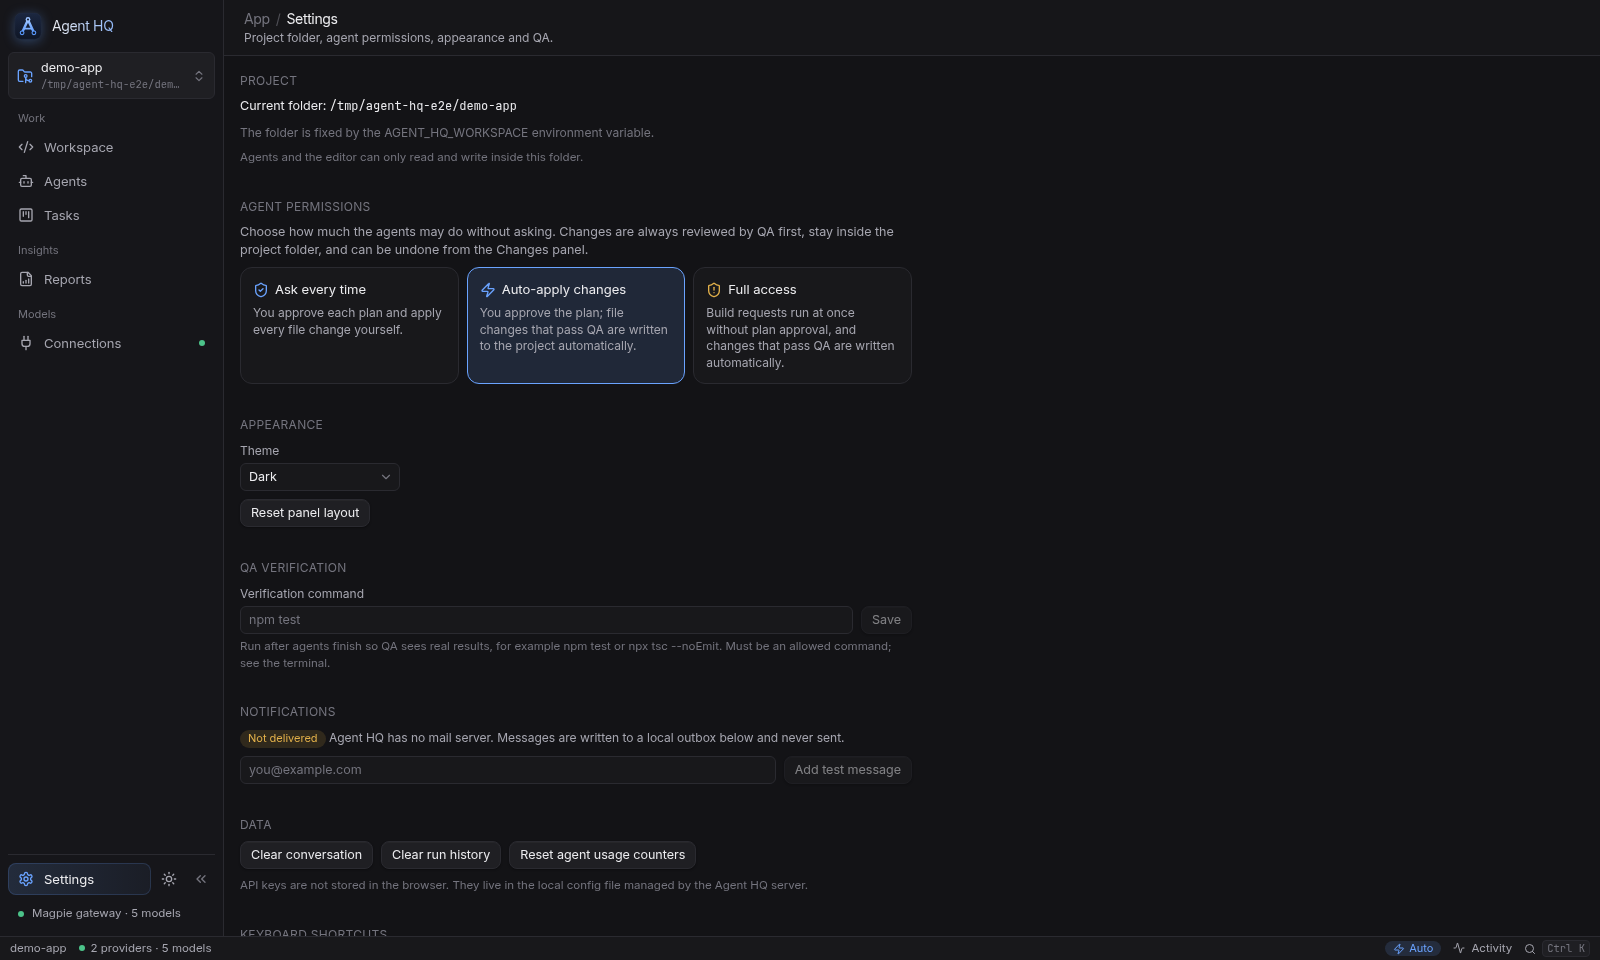 Agent HQ
demo-app
/tmp/agent-hq-e2e/dem…
Work
Workspace
Agents
Tasks
Insights
Reports
Models
Connections
Settings
Magpie gateway · 5 models
App / Settings
Project folder, agent permissions, appearance and QA.
PROJECT
Current folder: /tmp/agent-hq-e2e/demo-app
The folder is fixed by the AGENT_HQ_WORKSPACE environment variable.
Agents and the editor can only read and write inside this folder.
AGENT PERMISSIONS
Choose how much the agents may do without asking. Changes are always reviewed by QA first, stay inside the
project folder, and can be undone from the Changes panel.
Ask every time
You approve each plan and apply
every file change yourself.
Auto-apply changes
You approve the plan; file
changes that pass QA are written
to the project automatically.
Full access
Build requests run at once
without plan approval, and
changes that pass QA are written
automatically.
APPEARANCE
Theme
Dark
Reset panel layout
QA VERIFICATION
Verification command
npm test
Save
Run after agents finish so QA sees real results, for example npm test or npx tsc --noEmit. Must be an allowed command;
see the terminal.
NOTIFICATIONS
Not delivered Agent HQ has no mail server. Messages are written to a local outbox below and never sent.
you@example.com
Add test message
DATA
Clear conversation
Clear run history
Reset agent usage counters
API keys are not stored in the browser. They live in the local config file managed by the Agent HQ server.
KEYBOARD SHORTCUTS
demo-app
2 providers · 5 models
Auto
Activity
Ctrl K